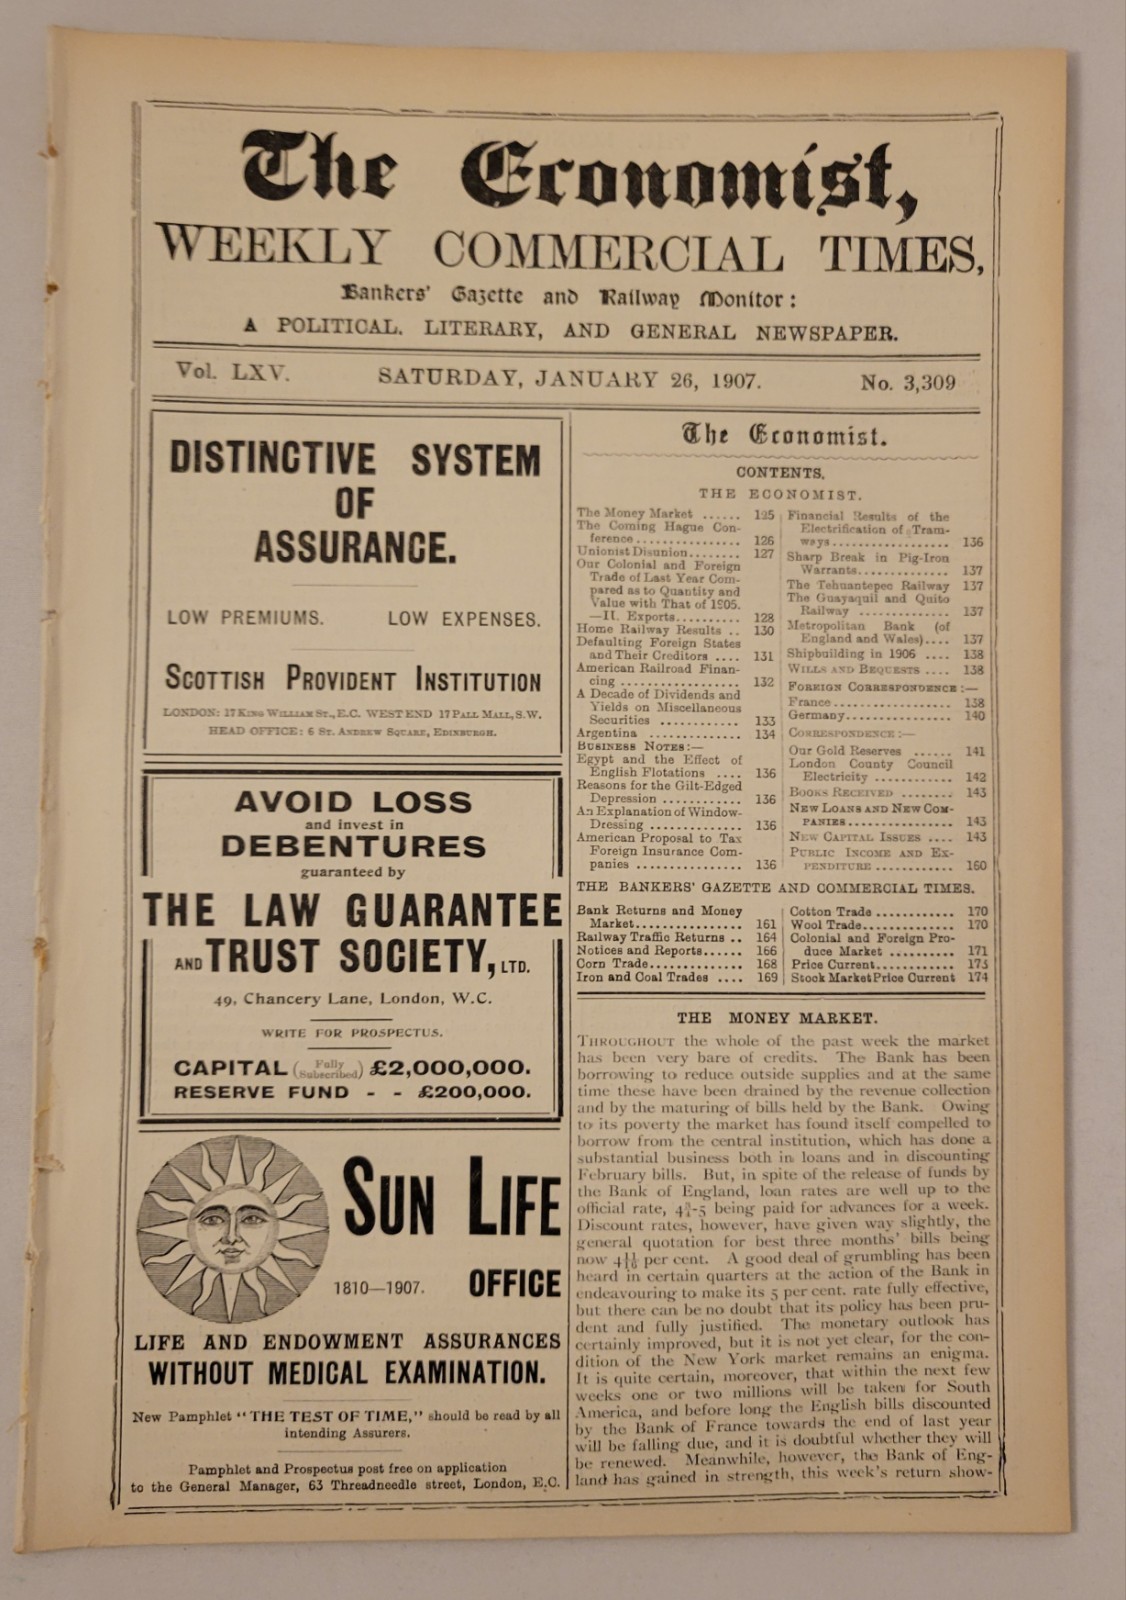 The Economist,
WEEKLY COMMERCIAL TIMES,
Bankers' Gazette and Railway Monitor:
A POLITICAL, LITERARY, AND GENERAL NEWSPAPER.
Vol. LXV. SATURDAY, JANUARY 26, 1907. No. 3,309
DISTINCTIVE SYSTEM
OF
ASSURANCE.
LOW PREMIUMS. LOW EXPENSES.
SCOTTISH PROVIDENT INSTITUTION
LONDON: 17 KING WILLIAM ST., E.C. WEST END 17 PALL MALL, S.W.
HEAD OFFICE: 6 ST. ANDREW SQUARE, EDINBURGH.
AVOID LOSS
and invest in
DEBENTURES
guaranteed by
THE LAW GUARANTEE
AND TRUST SOCIETY, LTD.
49, Chancery Lane, London, W.C.
WRITE FOR PROSPECTUS.
CAPITAL (Fully Subscribed) £2,000,000.
RESERVE FUND - - £200,000.
SUN LIFE
1810—1907. OFFICE
LIFE AND ENDOWMENT ASSURANCES
WITHOUT MEDICAL EXAMINATION.
New Pamphlet "THE TEST OF TIME," should be read by all
intending Assurers.
Pamphlet and Prospectus post free on application
to the General Manager, 63 Threadneedle street, London, E.C.
The Economist.
CONTENTS.
THE ECONOMIST.
The Money Market ...... 125
The Coming Hague Con-
ference ............... 126
Unionist Disunion........ 127
Our Colonial and Foreign
Trade of Last Year Com-
pared as to Quantity and
Value with That of 1905.
—II. Exports.......... 128
Home Railway Results .. 130
Defaulting Foreign States
and Their Creditors .... 131
American Railroad Finan-
cing ................. 132
A Decade of Dividends and
Yields on Miscellaneous
Securities ............ 133
Argentina ............. 134
BUSINESS NOTES:—
Egypt and the Effect of
English Flotations .... 136
Reasons for the Gilt-Edged
Depression ............ 136
An Explanation of Window-
Dressing .............. 136
American Proposal to Tax
Foreign Insurance Com-
panies ................ 136
Financial Results of the
Electrification of Tram-
ways.................. 136
Sharp Break in Pig-Iron
Warrants.............. 137
The Tehuantepec Railway 137
The Guayaquil and Quito
Railway .............. 137
Metropolitan Bank (of
England and Wales).... 137
Shipbuilding in 1906 .... 138
WILLS AND BEQUESTS .... 138
FOREIGN CORRESPONDENCE:—
France................ 138
Germany............... 140
CORRESPONDENCE:—
Our Gold Reserves ...... 141
London County Council
Electricity ............ 142
BOOKS RECEIVED ........ 143
NEW LOANS AND NEW COM-
PANIES................ 143
NEW CAPITAL ISSUES .... 143
PUBLIC INCOME AND EX-
PENDITURE ............ 160
THE BANKERS' GAZETTE AND COMMERCIAL TIMES.
Bank Returns and Money
Market................ 161
Railway Traffic Returns .. 164
Notices and Reports...... 166
Corn Trade.............. 168
Iron and Coal Trades .... 169
Cotton Trade ............ 170
Wool Trade.............. 170
Colonial and Foreign Pro-
duce Market .......... 171
Price Current............ 173
Stock Market Price Current 174
THE MONEY MARKET.
THROUGHOUT the whole of the past week the market
has been very bare of credits. The Bank has been
borrowing to reduce outside supplies and at the same
time these have been drained by the revenue collection
and by the maturing of bills held by the Bank. Owing
to its poverty the market has found itself compelled to
borrow from the central institution, which has done a
substantial business both in loans and in discounting
February bills. But, in spite of the release of funds by
the Bank of England, loan rates are well up to the
official rate, 4¾-5 being paid for advances for a week.
Discount rates, however, have given way slightly, the
general quotation for best three months' bills being
now 4 11/16 per cent. A good deal of grumbling has been
heard in certain quarters at the action of the Bank in
endeavouring to make its 5 per cent. rate fully effective,
but there can be no doubt that its policy has been pru-
dent and fully justified. The monetary outlook has
certainly improved, but it is not yet clear, for the con-
dition of the New York market remains an enigma.
It is quite certain, moreover, that within the next few
weeks one or two millions will be taken for South
America, and before long the English bills discounted
by the Bank of France towards the end of last year
will be falling due, and it is doubtful whether they will
be renewed. Meanwhile, however, the Bank of Eng-
land has gained in strength, this week's return show-